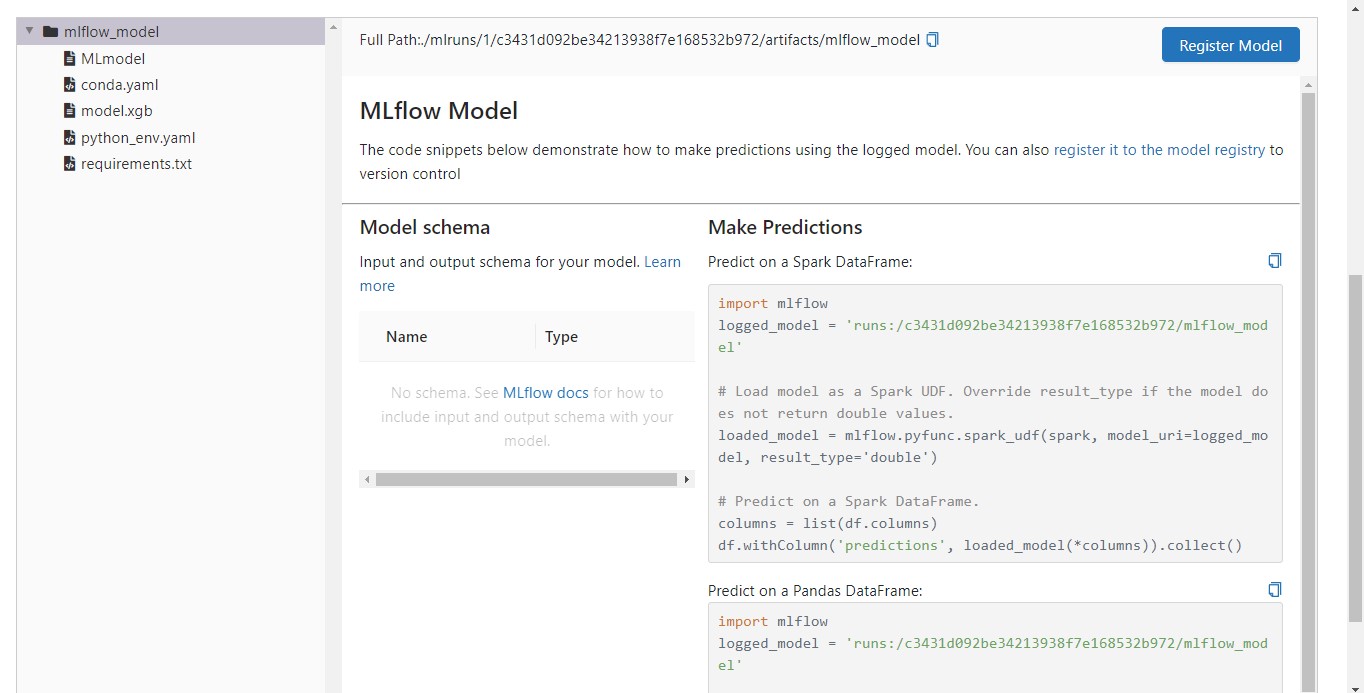 mlflow_model
MLmodel
conda.yaml
model.xgb
python_env.yaml
requirements.txt
Full Path:./mlruns/1/c3431d092be34213938f7e168532b972/artifacts/mlflow_model
Register Model
MLflow Model
The code snippets below demonstrate how to make predictions using the logged model. You can also register it to the model registry to
version control
Model schema
Input and output schema for your model. Learn
more
Name Type
No schema. See MLflow docs for how to
include input and output schema with your
model.
Make Predictions
Predict on a Spark DataFrame:
import mlflow
logged_model = 'runs:/c3431d092be34213938f7e168532b972/mlflow_mod
el'
# Load model as a Spark UDF. Override result_type if the model do
es not return double values.
loaded_model = mlflow.pyfunc.spark_udf(spark, model_uri=logged_mo
del, result_type='double')
# Predict on a Spark DataFrame.
columns = list(df.columns)
df.withColumn('predictions', loaded_model(*columns)).collect()
Predict on a Pandas DataFrame:
import mlflow
logged_model = 'runs:/c3431d092be34213938f7e168532b972/mlflow_mod
el'